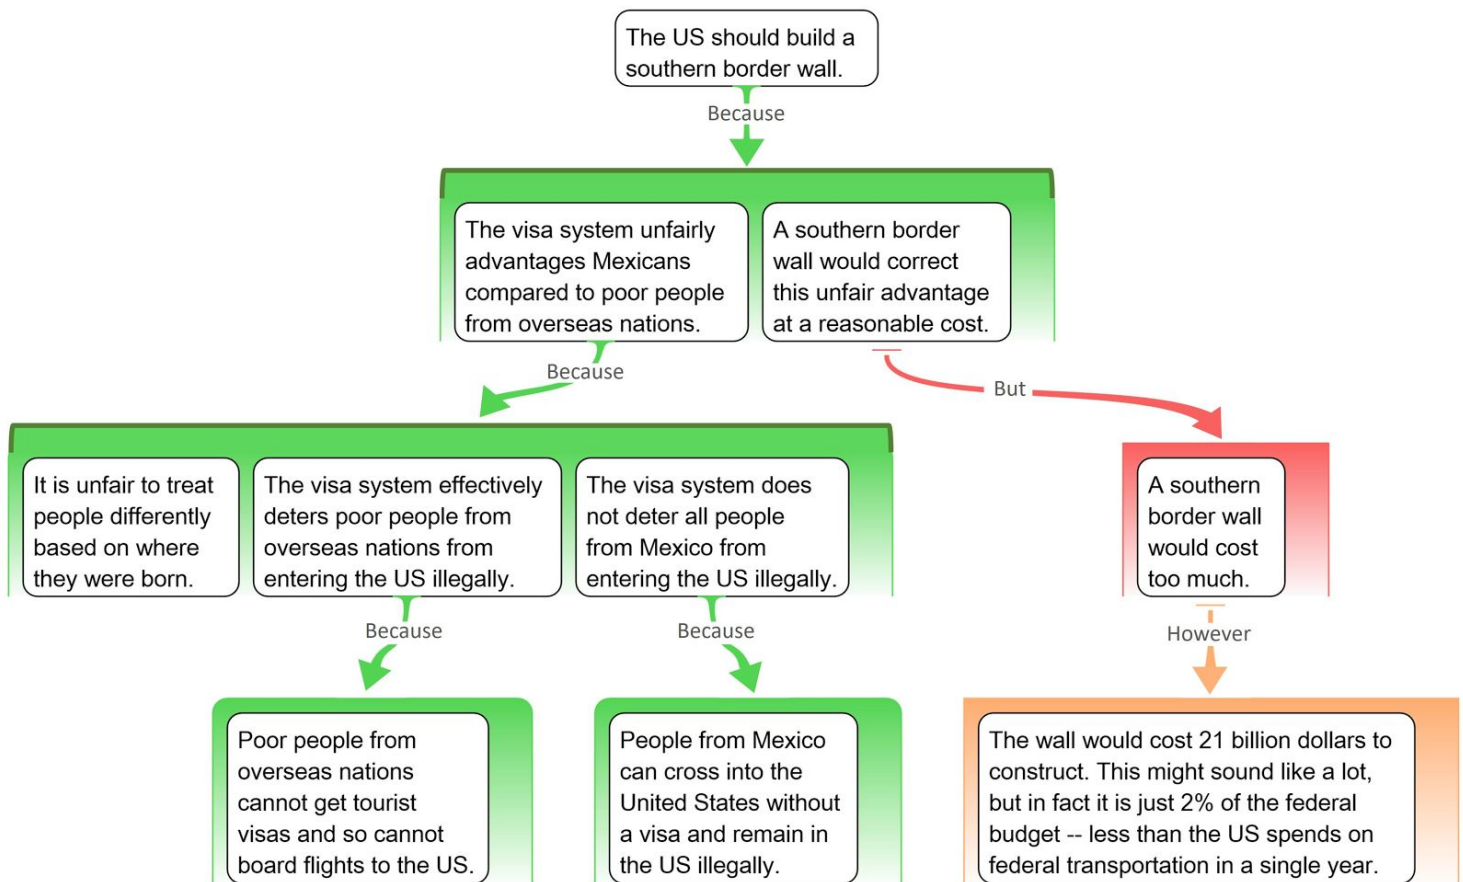 The US should build a
southern border wall.
Because
The visa system unfairly
advantages Mexicans
compared to poor people
from overseas nations.
A southern border
wall would correct
this unfair advantage
at a reasonable cost.
Because
But
It is unfair to treat
people differently
based on where
they were born.
The visa system effectively
deters poor people from
overseas nations from
entering the US illegally.
The visa system does
not deter all people
from Mexico from
entering the US illegally.
A southern
border wall
would cost
too much.
Because
Because
However
Poor people from
overseas nations
cannot get tourist
visas and so cannot
board flights to the US.
People from Mexico
can cross into the
United States without
a visa and remain in
the US illegally.
The wall would cost 21 billion dollars to
construct. This might sound like a lot,
but in fact it is just 2% of the federal
budget -- less than the US spends on
federal transportation in a single year.